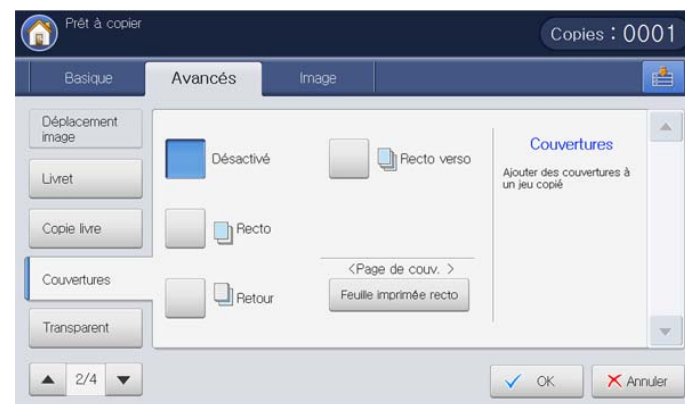 Prêt à copier
Copies : 0001
Basique
Avancés
Image
Déplacement
image
Livret
Copie livre
Couvertures
Transparent
2/4
Désactivé
Recto verso
Recto
Retour
<Page de couv. >
Feuille imprimée recto
Couvertures
Ajouter des couvertures à
un jeu copié
OK
Annuler